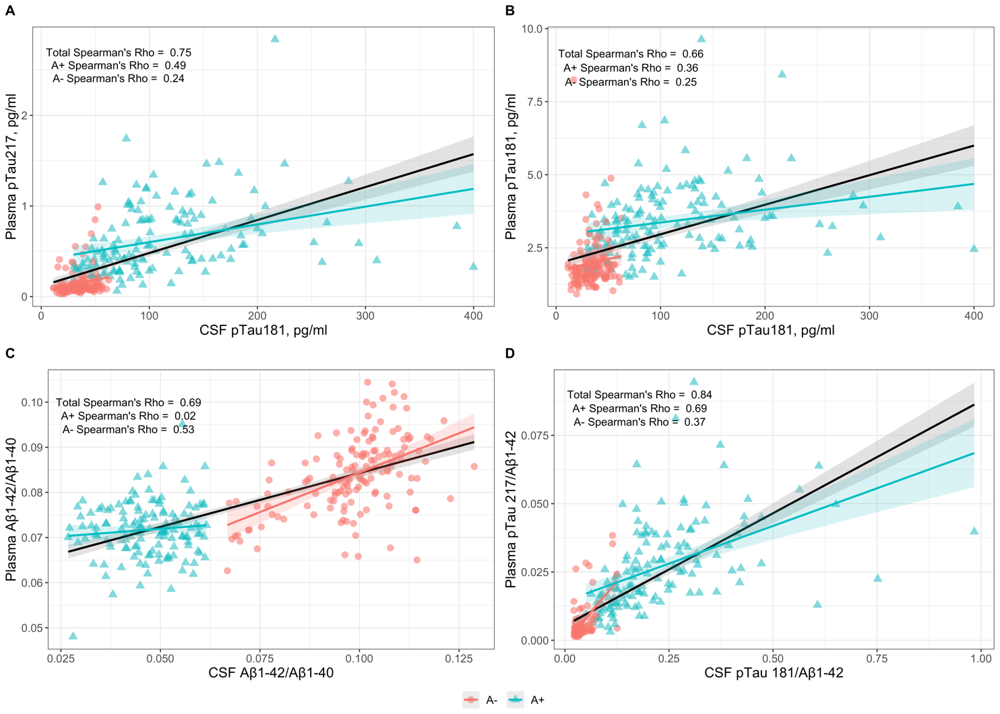 A
Total Spearman's Rho = 0.75
A+ Spearman's Rho = 0.49
A- Spearman's Rho = 0.24
Plasma pTau217, pg/ml
2
1
0
0 100 200 300 400
CSF pTau181, pg/ml
B
Total Spearman's Rho = 0.66
A+ Spearman's Rho = 0.36
A- Spearman's Rho = 0.25
Plasma pTau181, pg/ml
10.0
7.5
5.0
2.5
0 100 200 300 400
CSF pTau181, pg/ml
C
Total Spearman's Rho = 0.69
A+ Spearman's Rho = 0.02
A- Spearman's Rho = 0.53
Plasma Aβ1-42/Aβ1-40
0.10
0.09
0.08
0.07
0.06
0.05
0.025 0.050 0.075 0.100 0.125
CSF Aβ1-42/Aβ1-40
D
Total Spearman's Rho = 0.84
A+ Spearman's Rho = 0.69
A- Spearman's Rho = 0.37
Plasma pTau 217/Aβ1-42
0.075
0.050
0.025
0.000
0.00 0.25 0.50 0.75 1.00
CSF pTau 181/Aβ1-42
A- A+